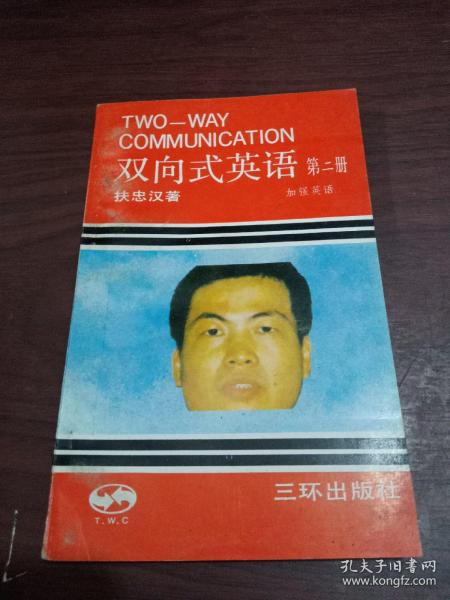 TWO—WAY
COMMUNICATION
双向式英语 第二册
扶忠汉著
加强英语
三环出版社
T.W.C
孔夫子旧书网
www.kongfz.com